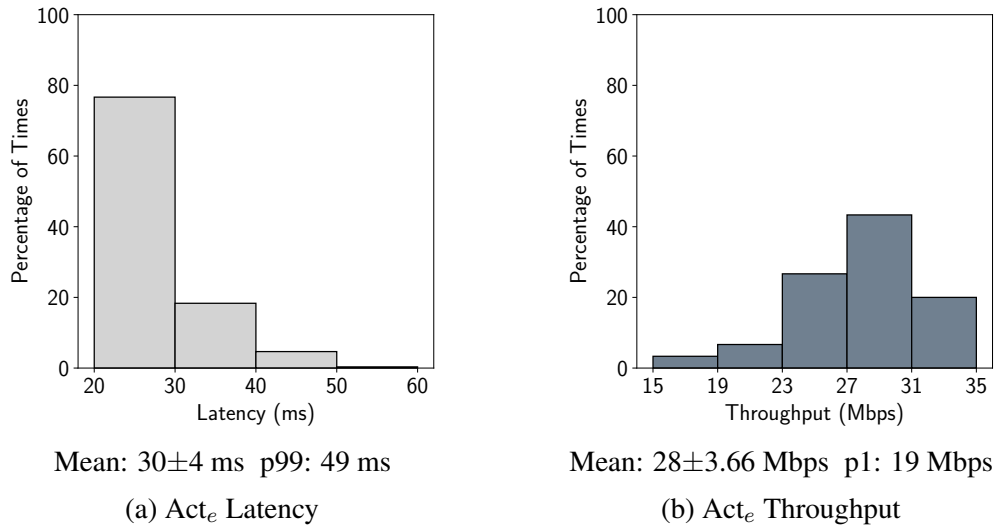 100
80
60
40
20
0
Percentage of Times
20 30 40 50 60
Latency (ms)
Mean: 30±4 ms p99: 49 ms
(a) Actₑ Latency
100
80
60
40
20
0
Percentage of Times
15 19 23 27 31 35
Throughput (Mbps)
Mean: 28±3.66 Mbps p1: 19 Mbps
(b) Actₑ Throughput